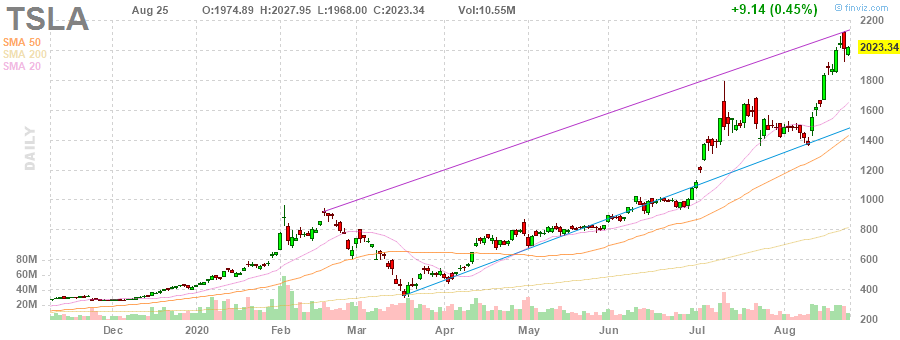 TSLA
Aug 25 O:1974.89 H:2027.95 L:1968.00 C:2023.34 Vol:10.55M +9.14 (0.45%)
finviz.com
SMA 50
SMA 200
SMA 20
DAILY
2200
2023.34
1800
1600
1400
1200
1000
800
600
400
200
80M
60M
40M
20M
Dec 2020 Feb Mar Apr May Jun Jul Aug